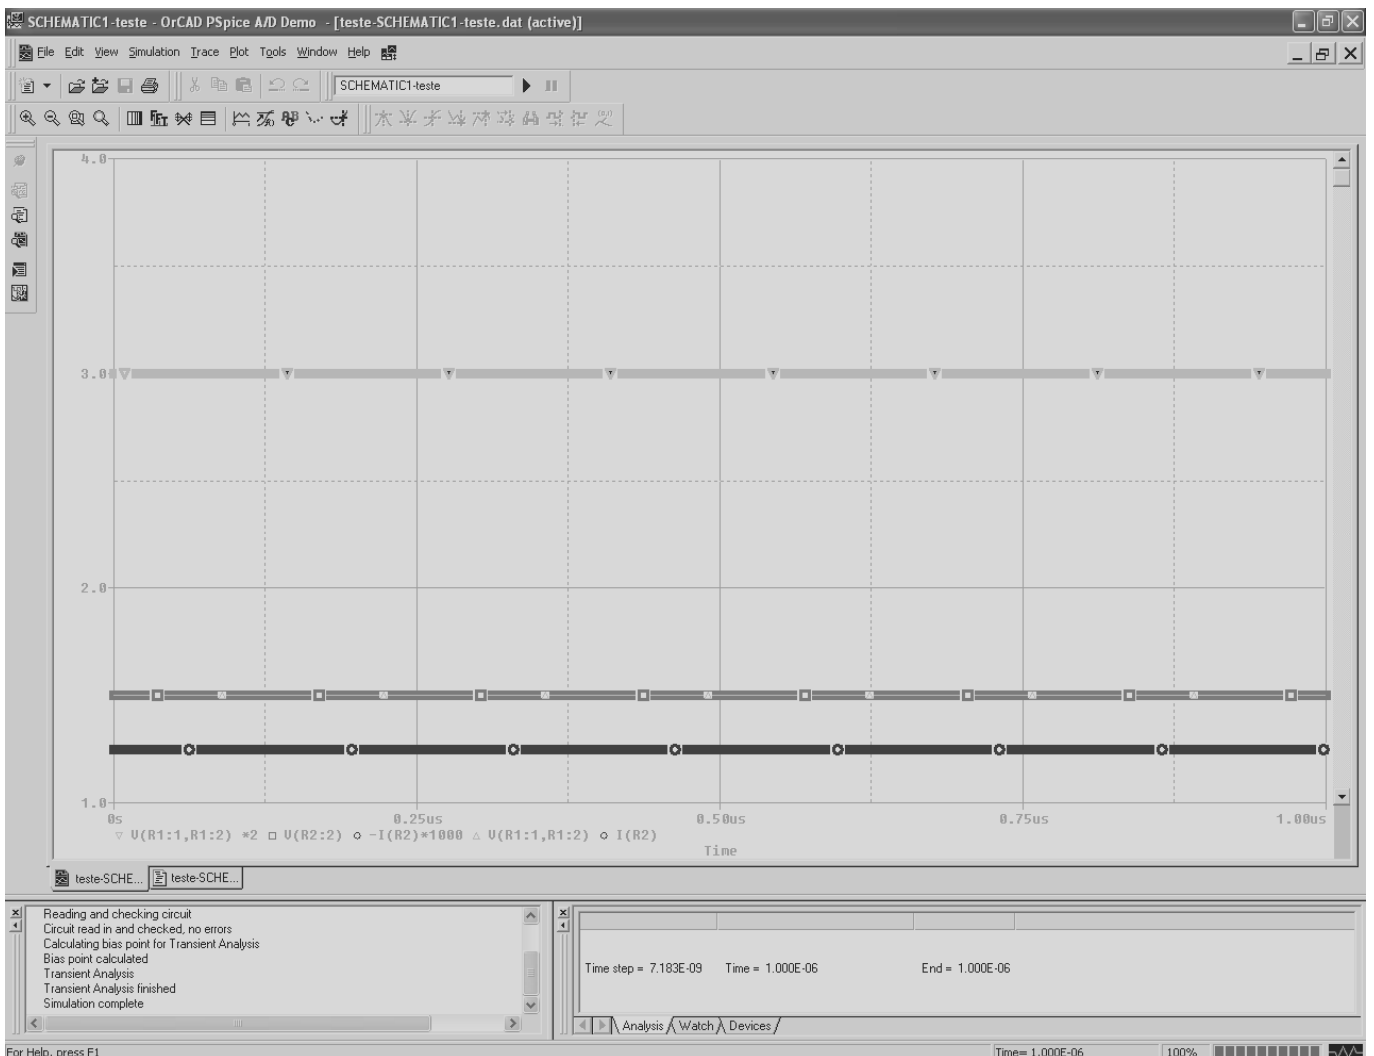 SCHEMATIC1-teste - OrCAD PSpice A/D Demo - [teste-SCHEMATIC1-teste.dat (active)]
File Edit View Simulation Trace Plot Tools Window Help
SCHEMATIC1-teste
4.0
3.0
2.0
1.0
0s 0.25us 0.50us 0.75us 1.00us
V(R1:1,R1:2) *2 V(R2:2) -I(R2)*1000 V(R1:1,R1:2) I(R2)
Time
teste-SCHE... teste-SCHE...
Reading and checking circuit
Circuit read in and checked, no errors
Calculating bias point for Transient Analysis
Bias point calculated
Transient Analysis
Transient Analysis finished
Simulation complete
Time step = 7.183E-09 Time = 1.000E-06 End = 1.000E-06
Analysis Watch Devices
For Help, press F1 Time= 1.000E-06 100%